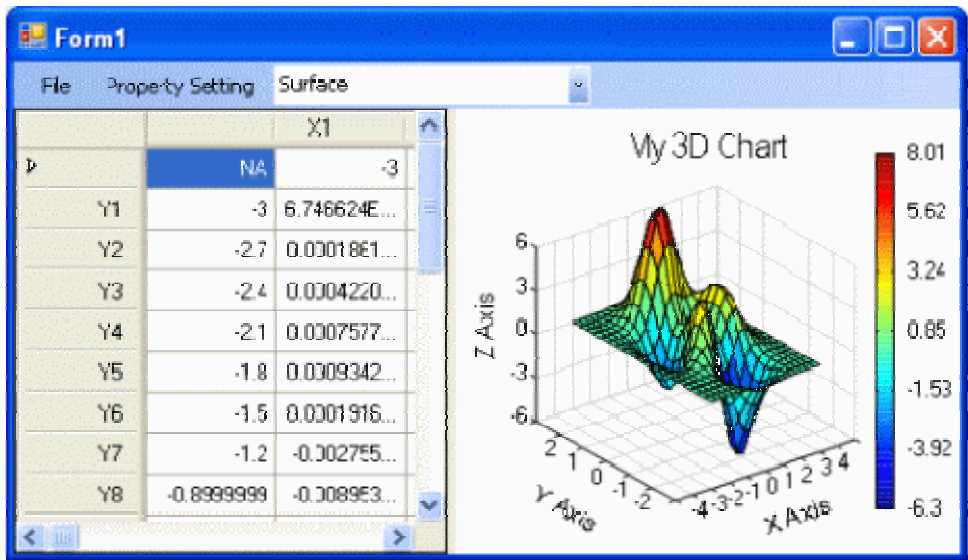 Form1
File Property Setting Surface
X1
NA -3
Y1 -3 6.746624E...
Y2 -2.7 0.0001861...
Y3 -2.4 0.0004220...
Y4 -2.1 0.0007577...
Y5 -1.8 0.0009342...
Y6 -1.5 0.0001916...
Y7 -1.2 -0.002755...
Y8 -0.8999999 -0.0089...
My 3D Chart
Z Axis
6
3
0
-3
-6
2 1 0 -1 -2
Y Axis
-4 -3 -2 -1 0 1 2 3 4
X Axis
8.01
5.62
3.24
0.85
-1.53
-3.92
-6.3